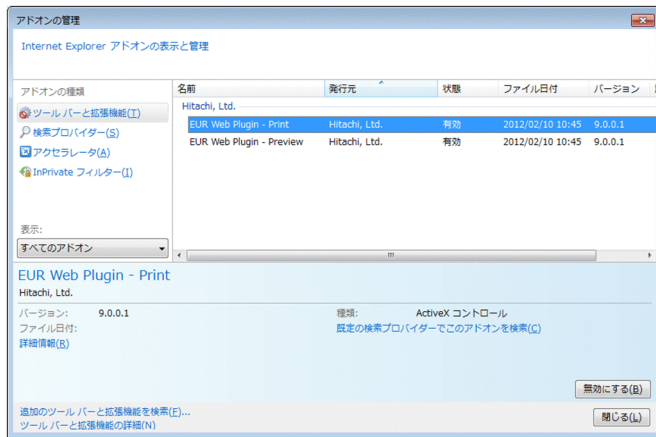 アドオンの管理
Internet Explorer アドオンの表示と管理
アドオンの種類
ツール バーと拡張機能(T)
検索プロバイダー(S)
アクセラレータ(A)
InPrivate フィルター(I)
表示:
すべてのアドオン
名前 発行元 状態 ファイル日付 バージョン
Hitachi, Ltd.
EUR Web Plugin - Print Hitachi, Ltd. 有効 2012/02/10 10:45 9.0.0.1
EUR Web Plugin - Preview Hitachi, Ltd. 有効 2012/02/10 10:45 9.0.0.1
EUR Web Plugin - Print
Hitachi, Ltd.
バージョン: 9.0.0.1 種類: ActiveX コントロール
ファイル日付: 既定の検索プロバイダーでこのアドオンを検索(C)
詳細情報(R)
無効にする(B)
追加のツール バーと拡張機能を検索(F)...
ツール バーと拡張機能の詳細(N)
閉じる(L)